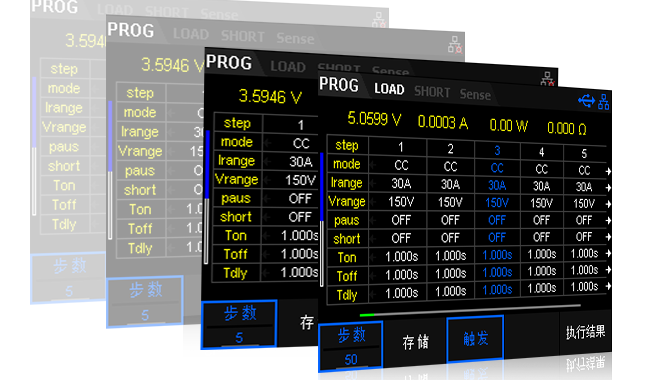 PROG LOAD SHORT Sense
3.5946 V
step
mode
Irange
Vrange
paus
short
Ton
Toff
Tdly
步数
5
PROG LOAD SHORT Sense
3.5946 V
step
mode
Irange
Vrange
paus
short
Ton
Toff
Tdly
步数
5
PROG LOAD SHORT Sense
3.5946 V
step 1
mode CC
Irange 30A
Vrange 150V
paus OFF
short OFF
Ton 1.000s
Toff 1.000s
Tdly 1.000s
步数
5
存
PROG LOAD SHORT Sense
5.0599 V 0.0003 A 0.00 W 0.000 Ω
step 1 2 3 4 5
mode CC CC CC CC CC
Irange 30A 30A 30A 30A 30A
Vrange 150V 150V 150V 150V 150V
paus OFF OFF OFF OFF OFF
short OFF OFF OFF OFF OFF
Ton 1.000s 1.000s 1.000s 1.000s 1.000s
Toff 1.000s 1.000s 1.000s 1.000s 1.000s
Tdly 1.000s 1.000s 1.000s 1.000s 1.000s
步数 存储 触发 执行结果
50